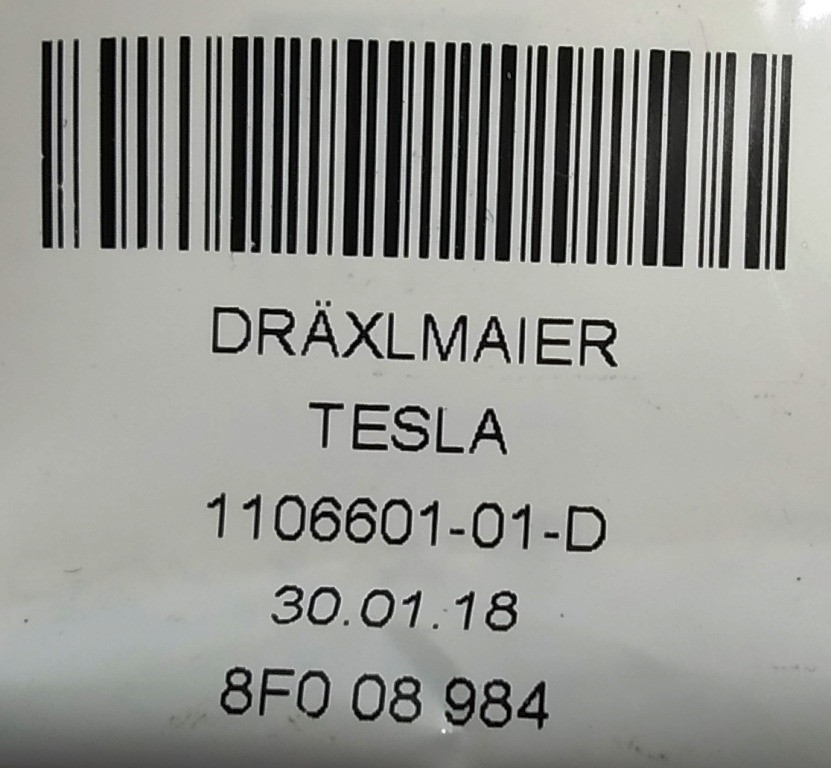 DRÄXLMAIER
TESLA
1106601-01-D
30.01.18
8F0 08 984